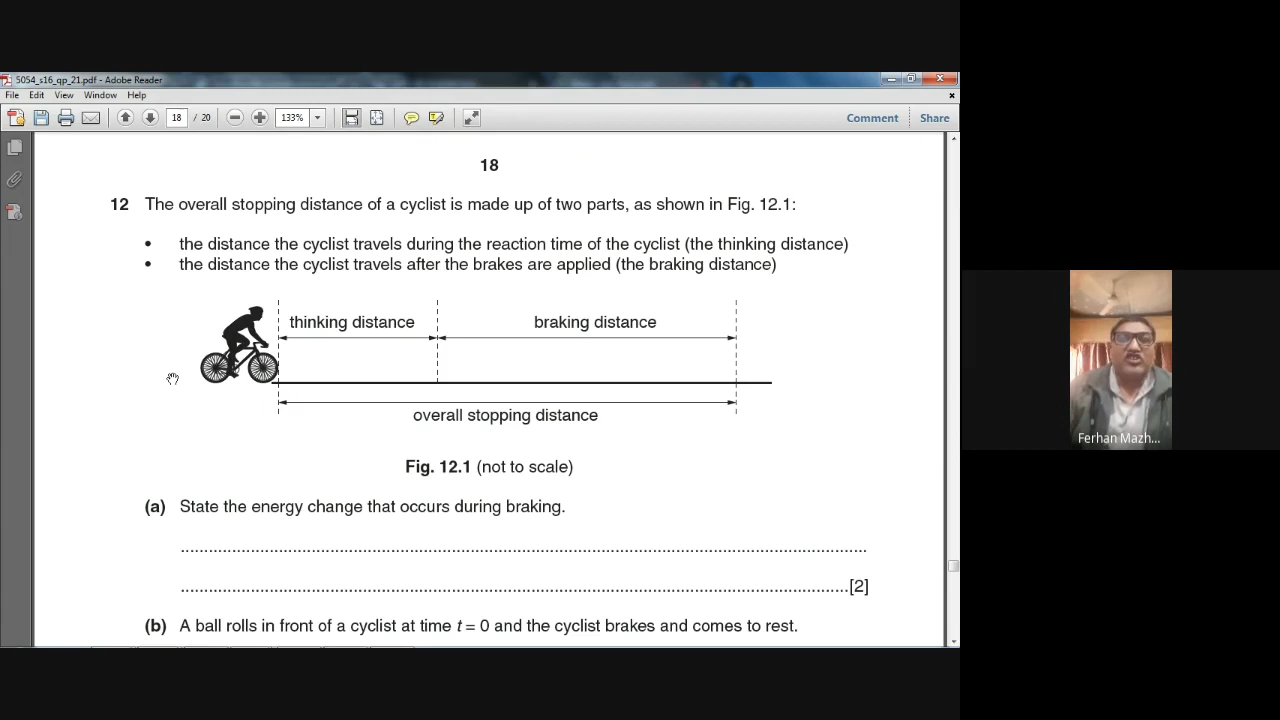 5054_s16_qp_21.pdf - Adobe Reader
File Edit View Window Help
18 / 20 133% Comment Share
18
12 The overall stopping distance of a cyclist is made up of two parts, as shown in Fig. 12.1:
• the distance the cyclist travels during the reaction time of the cyclist (the thinking distance)
• the distance the cyclist travels after the brakes are applied (the braking distance)
thinking distance braking distance
overall stopping distance
Fig. 12.1 (not to scale)
(a) State the energy change that occurs during braking.
..........................................................................................................................................................
.......................................................................................................................................................[2]
(b) A ball rolls in front of a cyclist at time t = 0 and the cyclist brakes and comes to rest.
Ferhan Mazh...